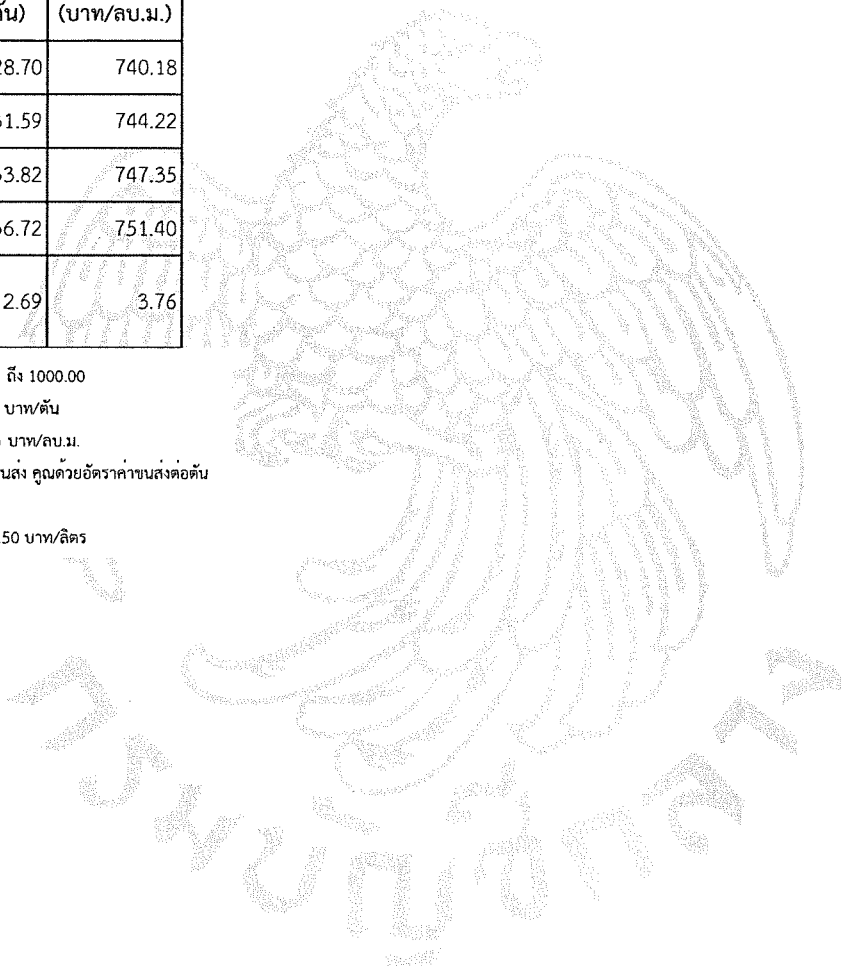 ัน) (บาท/ลบ.ม.)
28.70 740.18
1.59 744.22
3.82 747.35
6.72 751.40
2.69 3.76
ถึง 1000.00
บาท/ตัน
บาท/ลบ.ม.
นส่ง คูณด้วยอัตราค่าขนส่งต่อตัน
50 บาท/ลิตร
กรมบัญชีกลาง